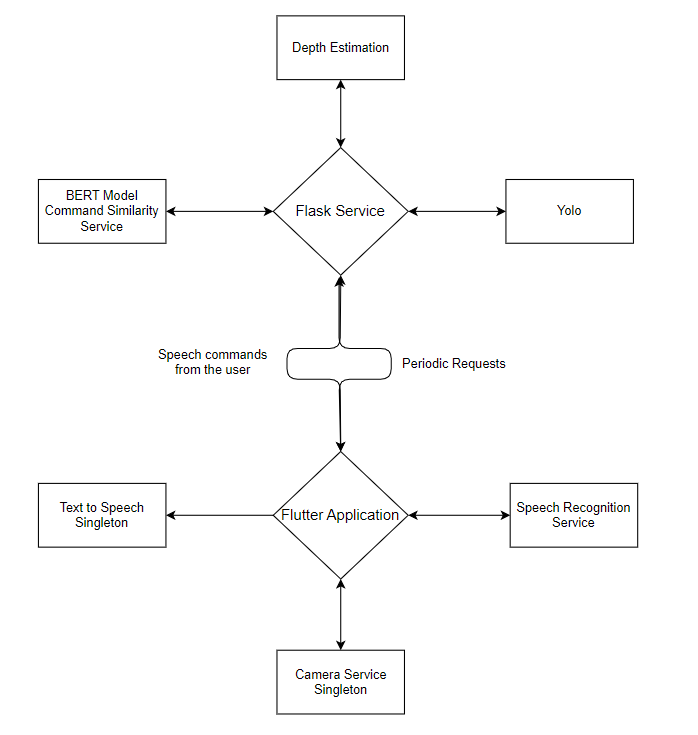 Depth Estimation
BERT Model
Command Similarity
Service
Flask Service
Yolo
Speech commands
from the user
Periodic Requests
Text to Speech
Singleton
Flutter Application
Speech Recognition
Service
Camera Service
Singleton